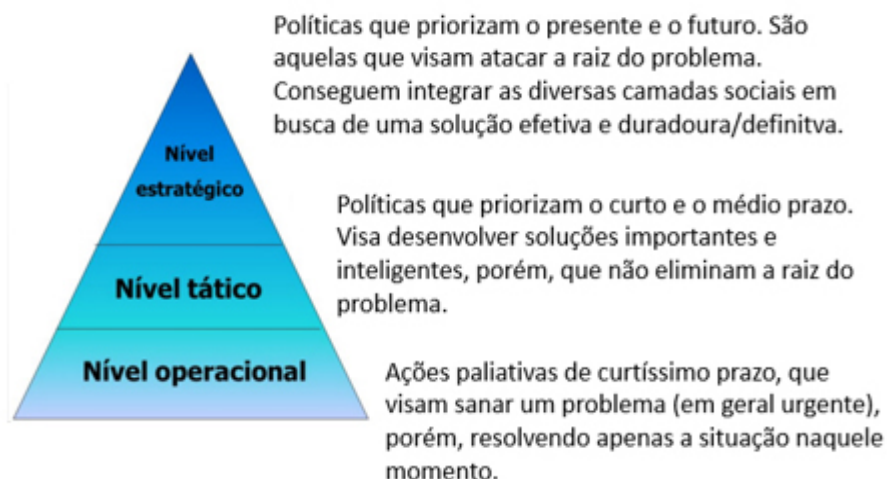 Políticas que priorizam o presente e o futuro. São
aquelas que visam atacar a raiz do problema.
Conseguem integrar as diversas camadas sociais em
busca de uma solução efetiva e duradoura/definitva.
Nível
estratégico
Políticas que priorizam o curto e o médio prazo.
Visa desenvolver soluções importantes e
inteligentes, porém, que não eliminam a raiz do
problema.
Nível tático
Nível operacional
Ações paliativas de curtíssimo prazo, que
visam sanar um problema (em geral urgente),
porém, resolvendo apenas a situação naquele
momento.